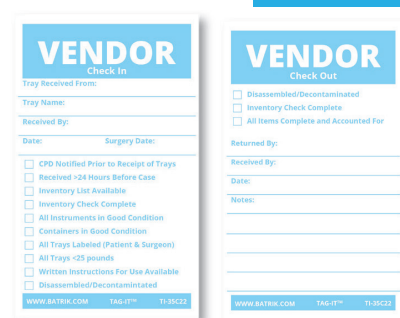 VENDOR
Check In
Tray Received From:
Tray Name:
Received By:
Date: Surgery Date:
CPD Notified Prior to Receipt of Trays
Received >24 Hours Before Case
Inventory List Available
Inventory Check Complete
All Instruments in Good Condition
Containers in Good Condition
All Trays Labeled (Patient & Surgeon)
All Trays <25 pounds
Written Instructions For Use Available
Disassembled/Decontamintated
WWW.BATRIK.COM TAG-IT™ TI-35C22
VENDOR
Check Out
Disassembled/Decontaminated
Inventory Check Complete
All Items Complete and Accounted For
Returned By:
Received By:
Date:
Notes:
WWW.BATRIK.COM TAG-IT™ TI-35C22